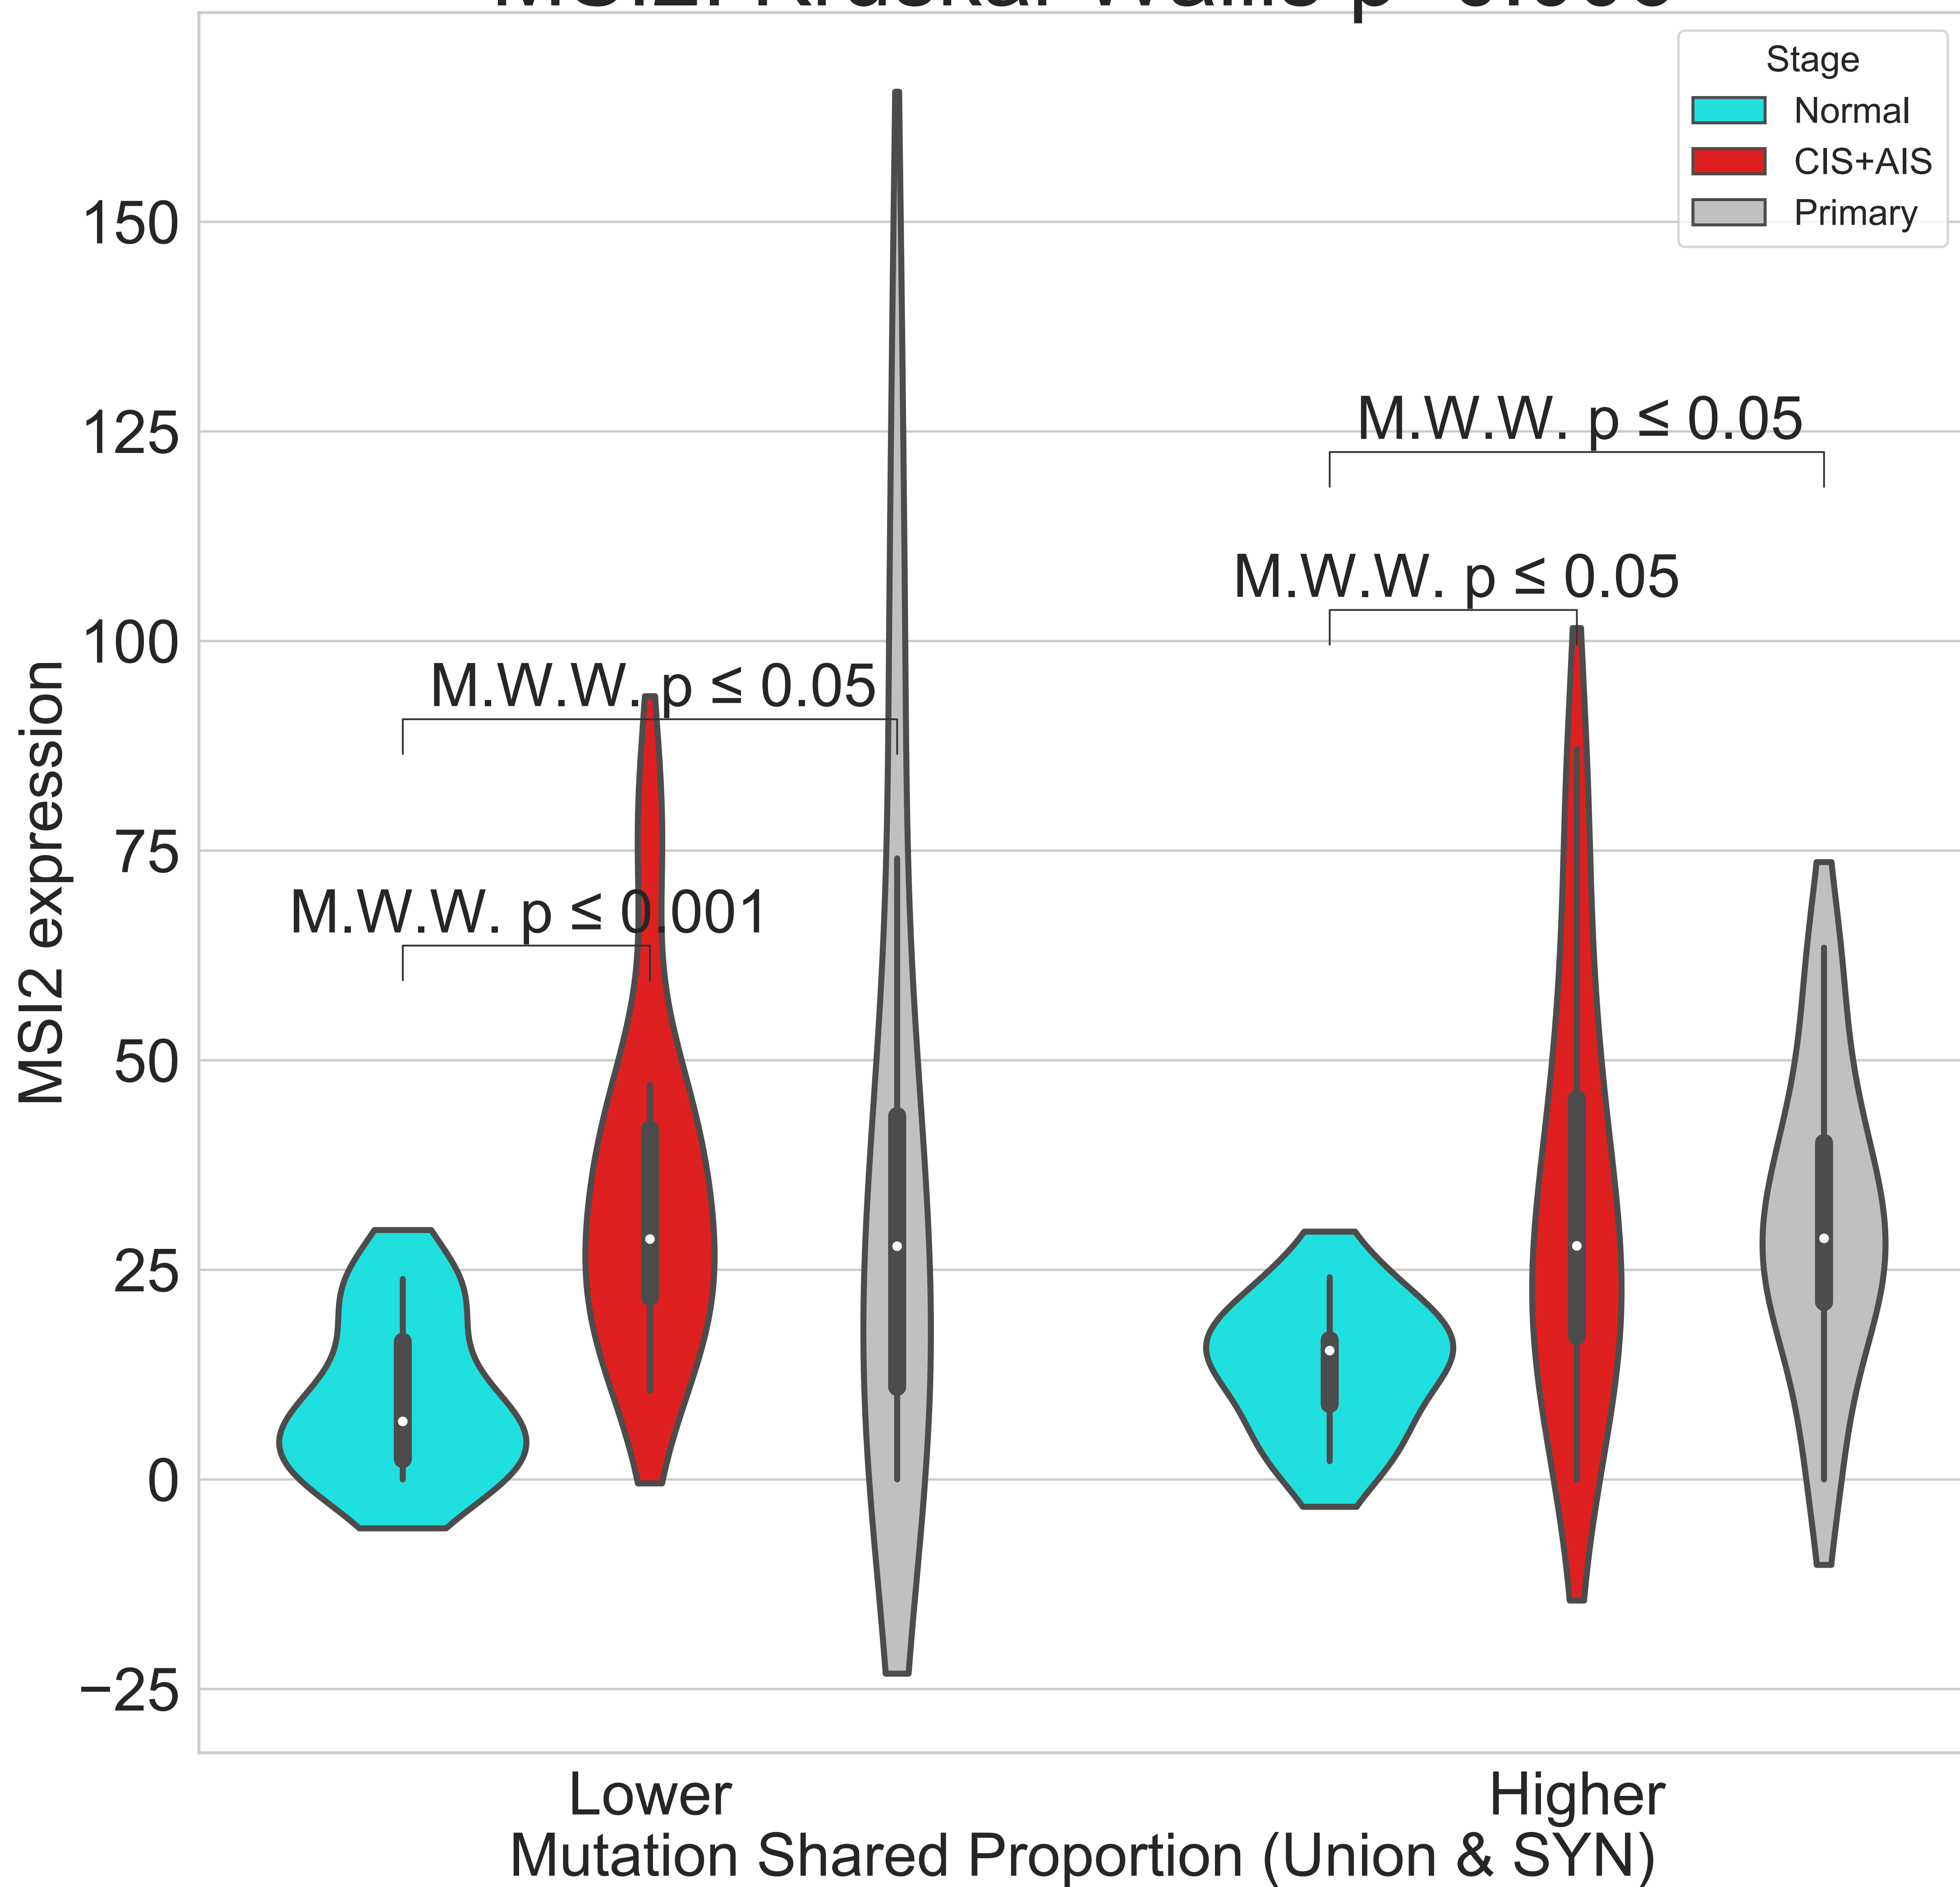 Stage
Normal
CIS+AIS
Primary
150
125
100
75
50
25
0
−25
MSI2 expression
M.W.W. p ≤ 0.05
M.W.W. p ≤ 0.05
M.W.W. p ≤ 0.05
M.W.W. p ≤ 0.001
Lower
Higher
Mutation Shared Proportion (Union & SYN)